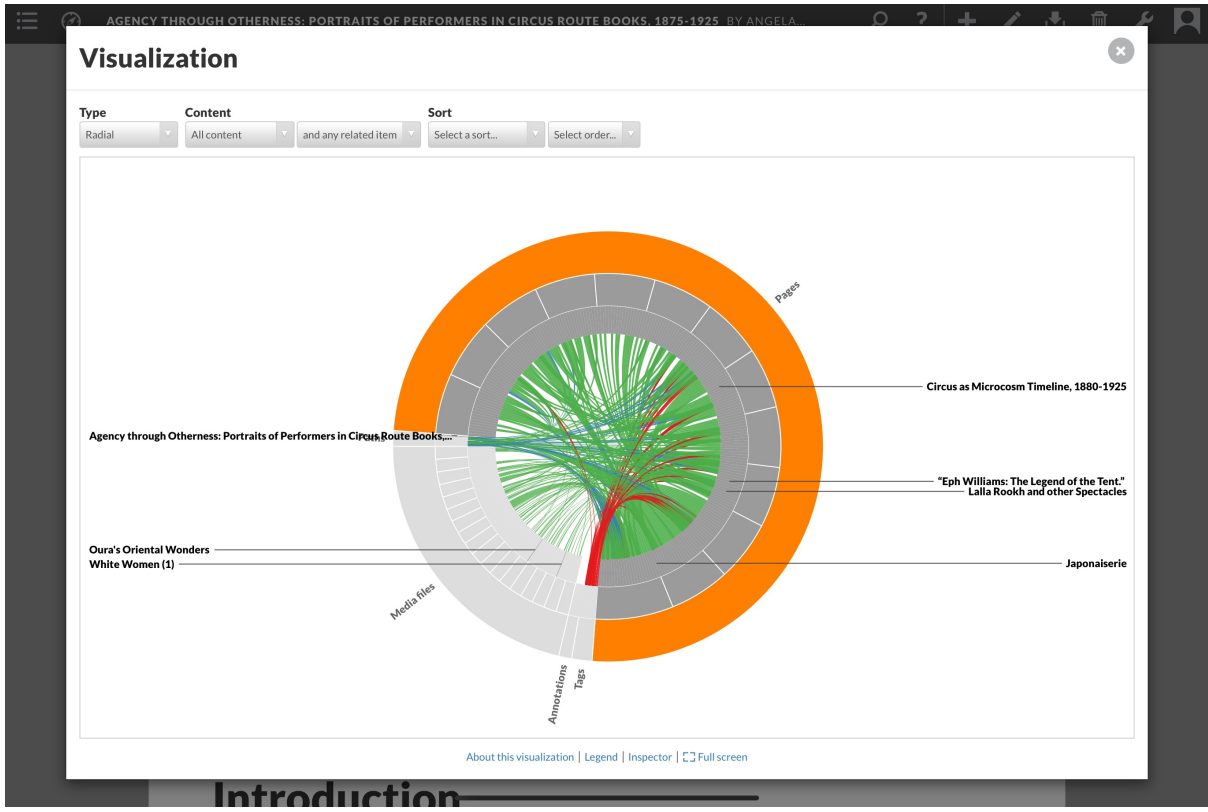 AGENCY THROUGH OTHERNESS: PORTRAITS OF PERFORMERS IN CIRCUS ROUTE BOOKS, 1875-1925 BY ANGELA...
Visualization
Type
Content
Sort
Radial
All content
and any related item
Select a sort...
Select order...
Pages
Circus as Microcosm Timeline, 1880-1925
Agency through Otherness: Portraits of Performers in Circus Route Books,...
“Eph Williams: The Legend of the Tent.”
Lalla Rookh and other Spectacles
Oura's Oriental Wonders
White Women (1)
Japonaiserie
Media files
Annotations
Tags
About this visualization | Legend | Inspector | Full screen
Introduction